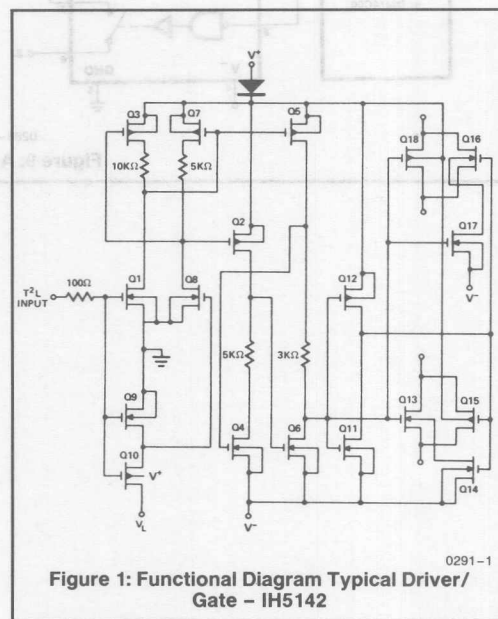 GND
V+
Q3
Q7
Q5
Q18
Q16
10KΩ
5KΩ
Q17
Q2
V−
Q1
Q8
Q12
T²L
INPUT
100Ω
5KΩ
3KΩ
Q13
Q15
Q9
Q4
Q6
Q11
Q14
Q10
V+
VL
V−
0291-1
Figure 1: Functional Diagram Typical Driver/
Gate – IH5142